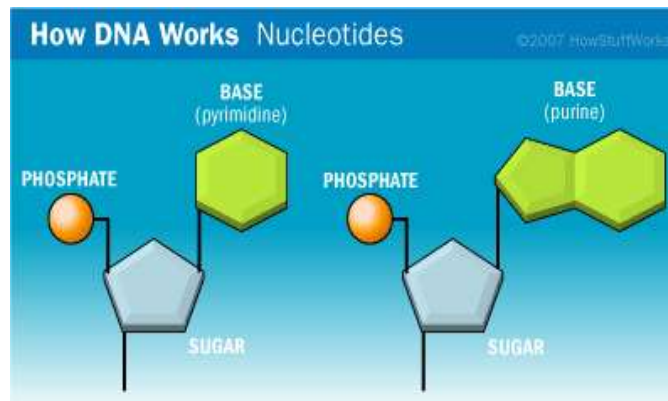 How DNA Works Nucleotides
©2007 HowStuffWorks
BASE
(pyrimidine)
PHOSPHATE
SUGAR
BASE
(purine)
PHOSPHATE
SUGAR